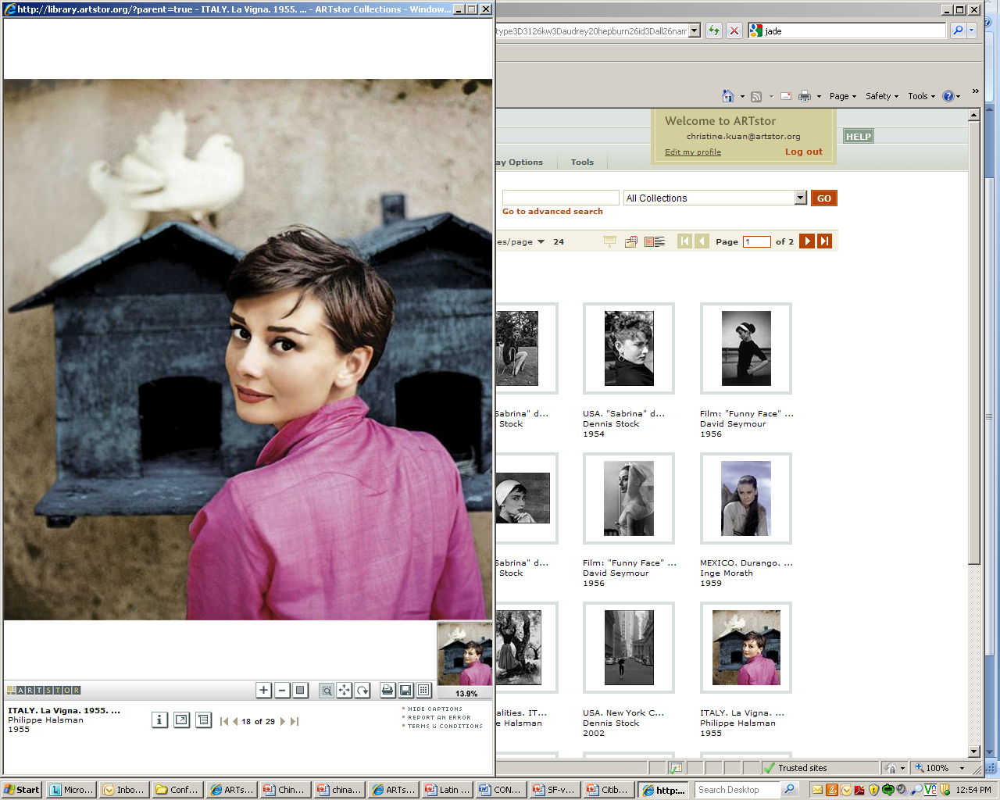 http://library.artstor.org/?parent=true - ITALY. La Vigna. 1955. ... - ARTstor Collections - Window...
type3D3126kw3Daudrey20hepburn26id3Dall26nam
jade
Page
Safety
Tools
Welcome to ARTstor
christine.kuan@artstor.org
Edit my profile
Log out
HELP
ay Options
Tools
All Collections
GO
Go to advanced search
es/page
24
Page 1 of 2
Sabrina" d...
Stock
USA. "Sabrina" d...
Dennis Stock
1954
Film: "Funny Face" ...
David Seymour
1956
Sabrina" d...
Stock
Film: "Funny Face" ...
David Seymour
1956
MEXICO. Durango. ...
Inge Morath
1959
alities. IT...
e Halsman
USA. New York C...
Dennis Stock
2002
ITALY. La Vigna. ...
Philippe Halsman
1955
13.9%
ARTSTOR
ITALY. La Vigna. 1955. ...
Philippe Halsman
1955
18 of 29
HIDE CAPTIONS
REPORT AN ERROR
TERMS & CONDITIONS
Trusted sites
100%
Start
Micro...
Inbo...
Conf...
ARTs...
Chin...
china...
ARTs...
Latin ...
CON...
SF-v...
Citib...
http:...
Search Desktop
12:54 PM